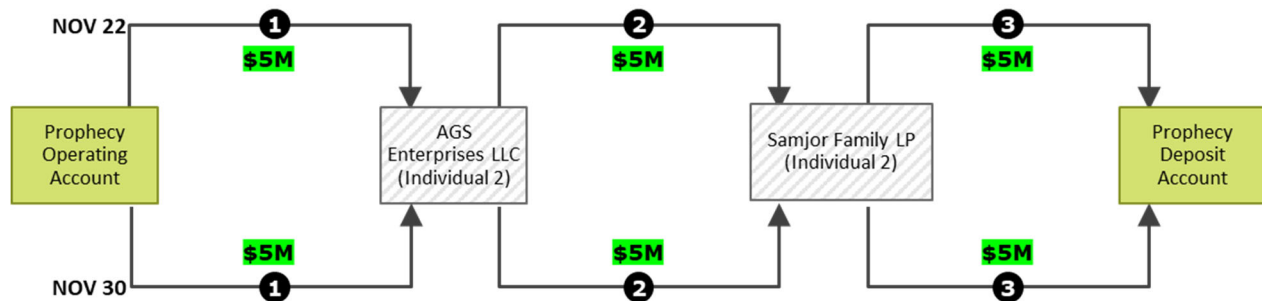 NOV 22
1
2
3
$5M
$5M
$5M
Prophecy
Operating
Account
AGS
Enterprises LLC
(Individual 2)
Samjor Family LP
(Individual 2)
Prophecy
Deposit
Account
$5M
$5M
$5M
NOV 30
1
2
3